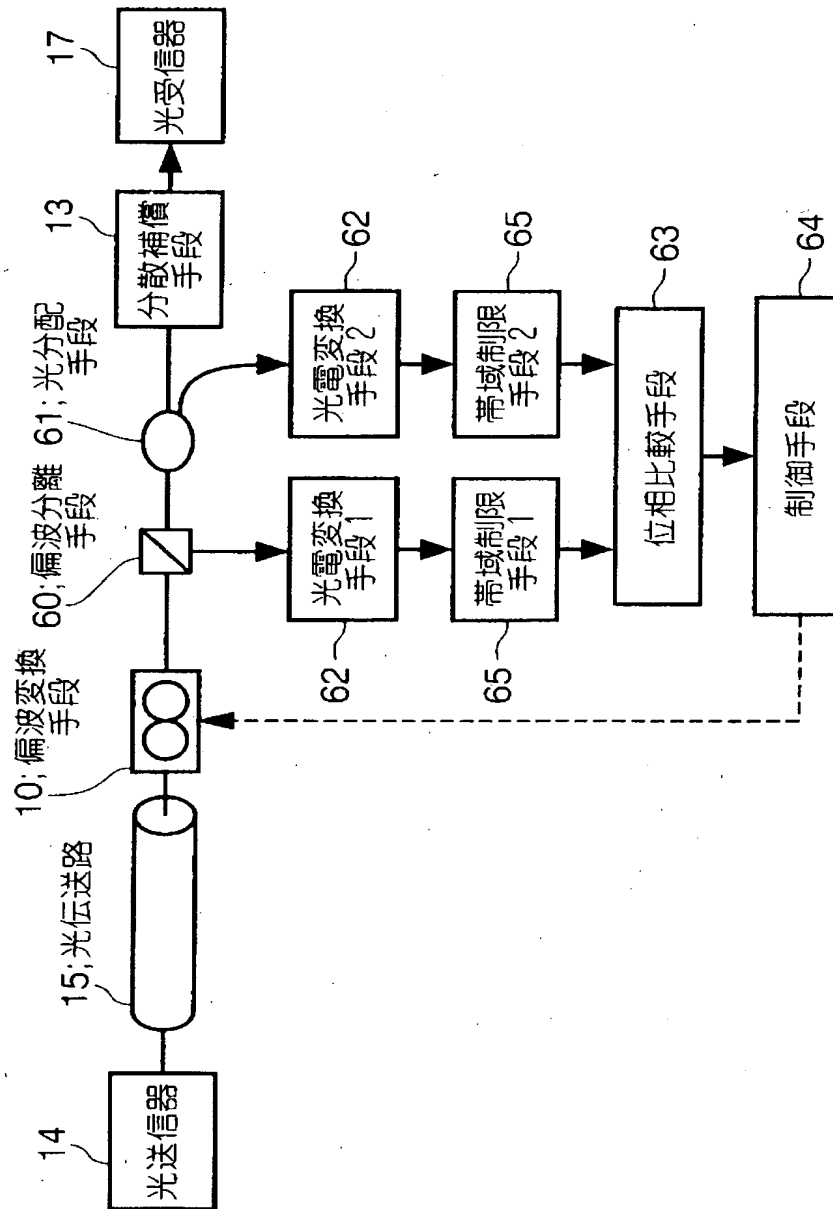 14
光送信器
15;光伝送路
10;偏波変換
手段
60;偏波分離
手段
61;光分配
手段
13
分散補償
手段
17
光受信器
62
光電変換
手段1
62
光電変換
手段2
65
帯域制限
手段1
65
帯域制限
手段2
63
位相比較手段
64
制御手段